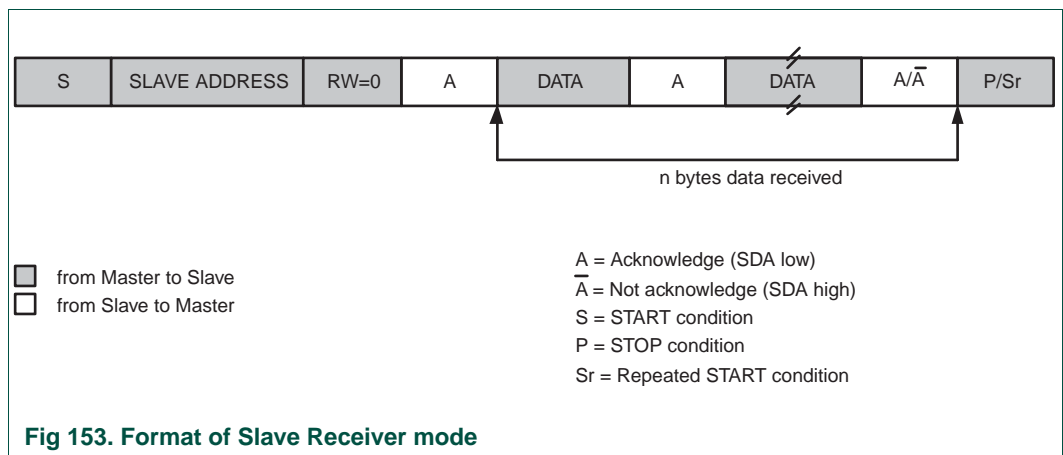 S SLAVE ADDRESS RW=0 A DATA A DATA A/A̅ P/Sr
n bytes data received
from Master to Slave
from Slave to Master
A = Acknowledge (SDA low)
A̅ = Not acknowledge (SDA high)
S = START condition
P = STOP condition
Sr = Repeated START condition
Fig 153. Format of Slave Receiver mode